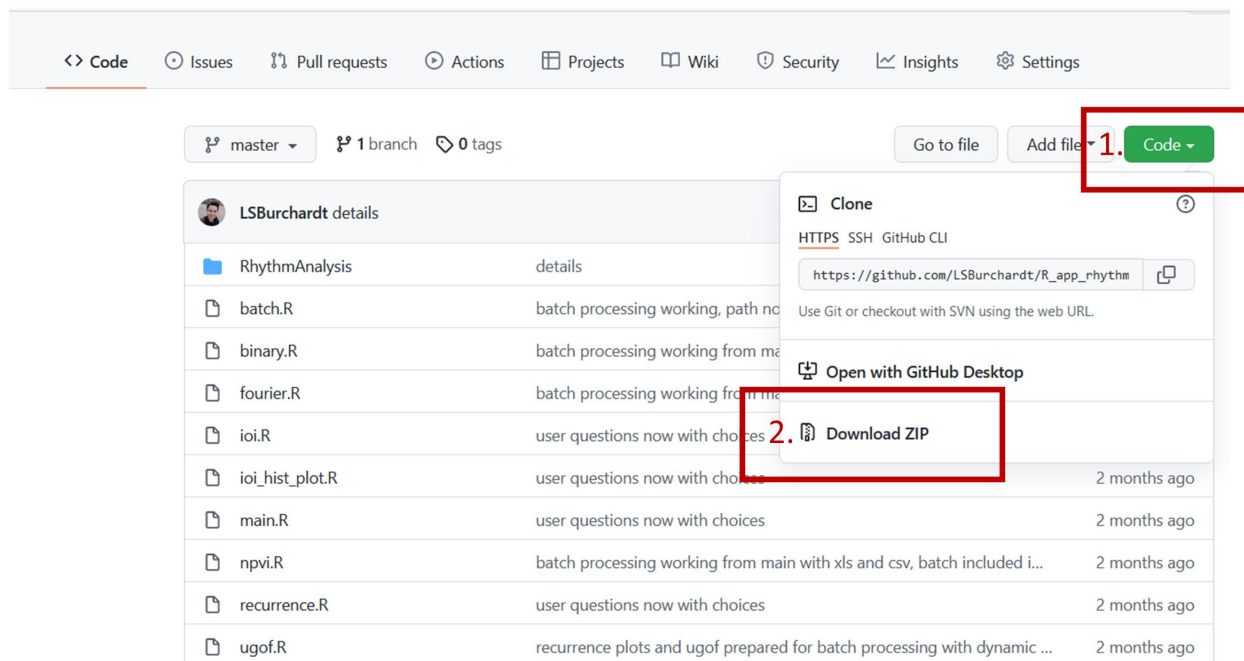 <> Code Issues Pull requests Actions Projects Wiki Security Insights Settings
master 1 branch 0 tags Go to file Add file 1. Code
LSBurchardt details
Clone
HTTPS SSH GitHub CLI
https://github.com/LSBurchardt/R_app_rhythm
Use Git or checkout with SVN using the web URL.
Open with GitHub Desktop
2. Download ZIP
RhythmAnalysis details
batch.R batch processing working, path
binary.R batch processing working from
fourier.R batch processing working from
ioi.R user questions now with choices
ioi_hist_plot.R user questions now with choices 2 months ago
main.R user questions now with choices 2 months ago
npvi.R batch processing working from main with xls and csv, batch included i... 2 months ago
recurrence.R user questions now with choices 2 months ago
ugof.R recurrence plots and ugof prepared for batch processing with dynamic ... 2 months ago